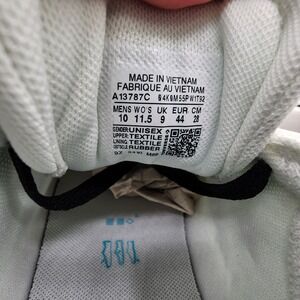 MADE IN VIETNAM
FABRIQUE AU VIETNAM
A13787C
MENS WO'S UK EUR CM
10 11.5 9 44 28
GENDER: UNISEX
UPPER: TEXTILE
LINING: TEXTILE
OUTSOLE: RUBBER